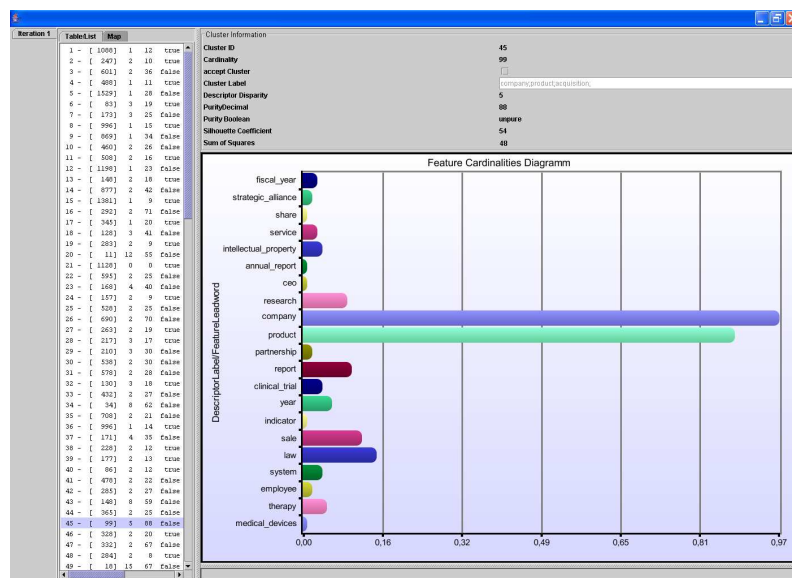 Iteration 1
Table/List Map
1 - [ 1088] 1 12 true
2 - [ 247] 2 10 true
3 - [ 601] 2 36 false
4 - [ 488] 1 11 true
5 - [ 1529] 1 28 false
6 - [ 83] 3 19 true
7 - [ 173] 3 25 false
8 - [ 996] 1 15 true
9 - [ 869] 1 34 false
10 - [ 460] 2 26 false
11 - [ 508] 2 16 true
12 - [ 1198] 1 23 false
13 - [ 148] 2 18 true
14 - [ 877] 2 42 false
15 - [ 1381] 1 9 true
16 - [ 292] 2 71 false
17 - [ 345] 1 20 true
18 - [ 128] 3 41 false
19 - [ 283] 2 9 true
20 - [ 11] 12 55 false
21 - [ 1128] 0 0 true
22 - [ 595] 2 25 false
23 - [ 168] 4 40 false
24 - [ 157] 2 9 true
25 - [ 528] 2 25 false
26 - [ 690] 2 70 false
27 - [ 263] 2 19 true
28 - [ 217] 3 17 true
29 - [ 210] 3 30 false
30 - [ 538] 2 30 false
31 - [ 578] 2 28 false
32 - [ 130] 3 18 true
33 - [ 432] 2 27 false
34 - [ 34] 8 62 false
35 - [ 708] 2 21 false
36 - [ 996] 1 14 true
37 - [ 171] 4 35 false
38 - [ 228] 2 12 true
39 - [ 177] 2 13 true
40 - [ 86] 2 12 true
41 - [ 478] 2 22 false
42 - [ 285] 2 27 false
43 - [ 148] 8 59 false
44 - [ 365] 2 25 false
45 - [ 99] 5 88 false
46 - [ 328] 2 20 true
47 - [ 332] 2 67 false
48 - [ 284] 2 8 true
49 - [ 18] 15 67 false
Cluster Information
Cluster ID 45
Cardinality 99
accept Cluster
Cluster Label company;product;acquisition;
Descriptor Disparity 5
PurityDecimal 88
Purity Boolean unpure
Silhouette Coefficient 54
Sum of Squares 48
Feature Cardinalities Diagramm
DescriptorLabel/FeatureLeadword
fiscal_year
strategic_alliance
share
service
intellectual_property
annual_report
ceo
research
company
product
partnership
report
clinical_trial
year
indicator
sale
law
system
employee
therapy
medical_devices
0,00 0,16 0,32 0,49 0,65 0,81 0,97